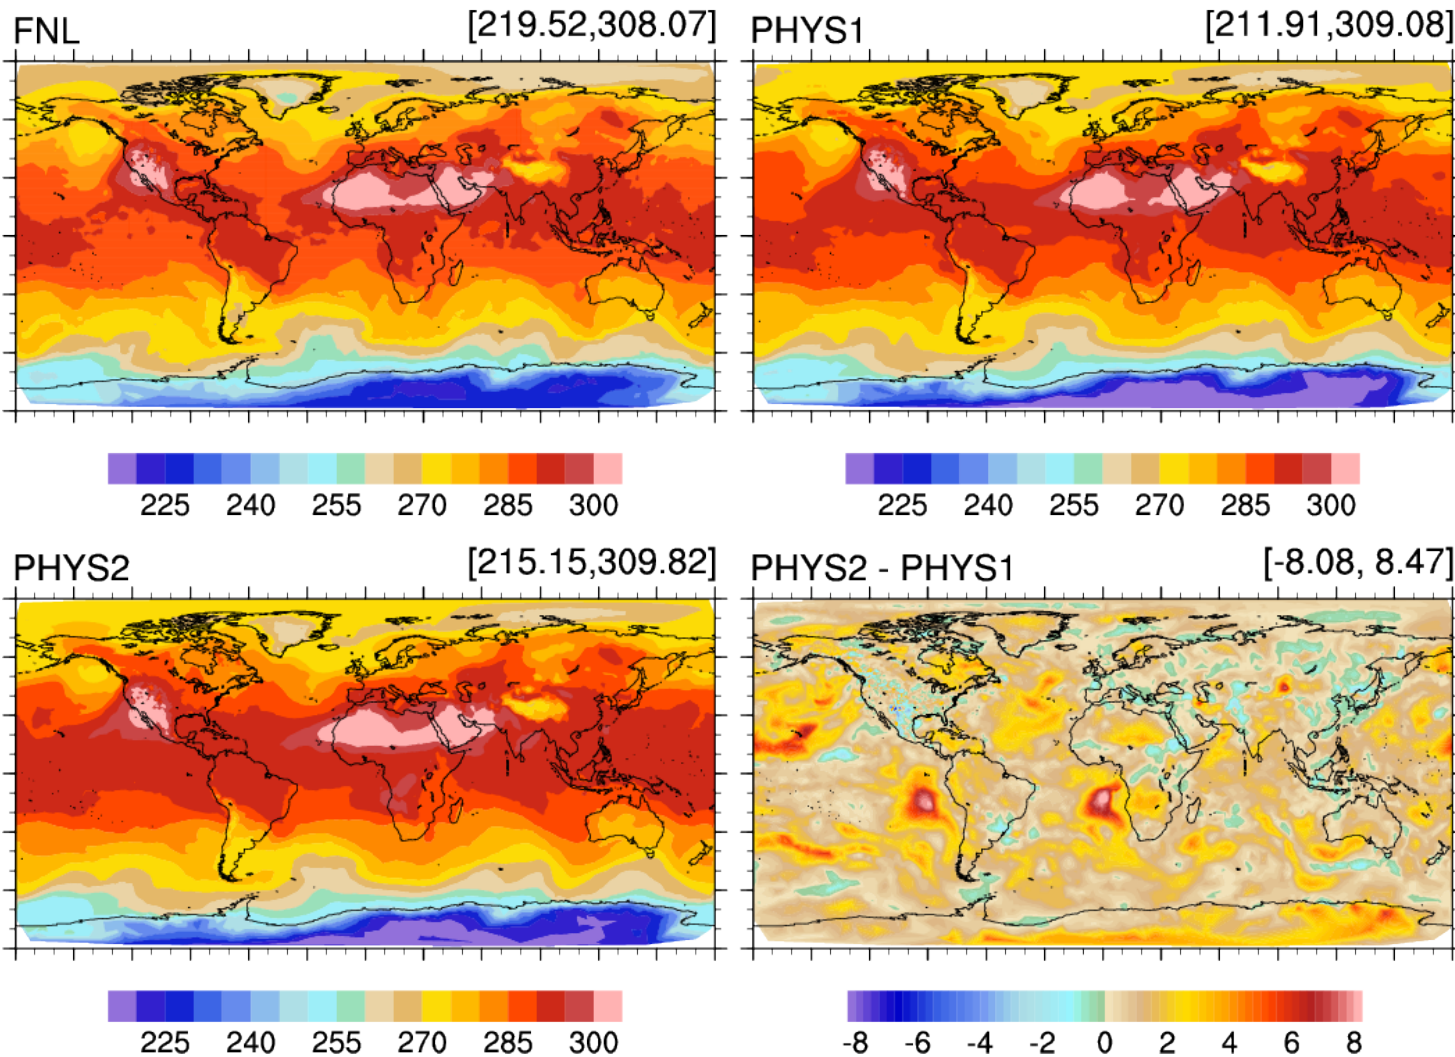 FNL [219.52,308.07]
PHYS1 [211.91,309.08]
225 240 255 270 285 300
225 240 255 270 285 300
PHYS2 [215.15,309.82]
PHYS2 - PHYS1 [-8.08, 8.47]
225 240 255 270 285 300
-8 -6 -4 -2 0 2 4 6 8